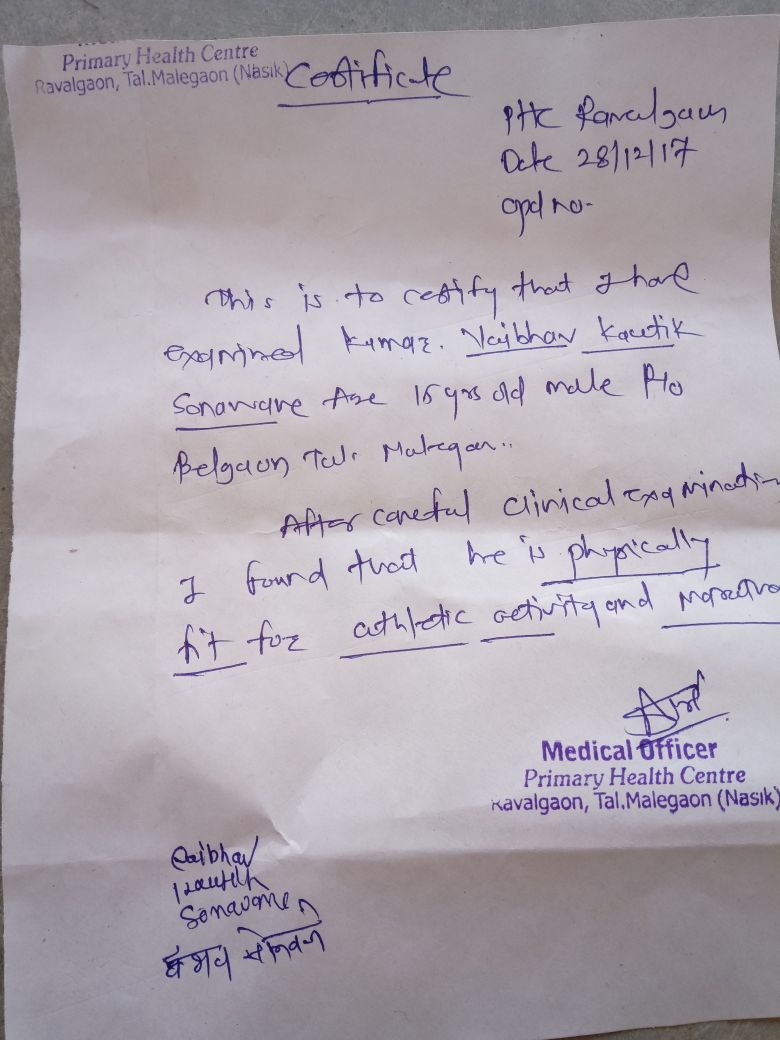 Primary Health Centre
Ravalgaon, Tal.Malegaon (Nasik)
Certificate
PHC Ravalgaon
Date 28/12/17
opd no-
This is to certify that I have
examined Kumar. Vaibhav Kautik
Sonawane Age 15 yrs old male R/o
Belgaon Tal. Malegaon..
After careful clinical examination
I found that he is physically
fit for athletic activity and Marathon
Medical Officer
Primary Health Centre
Ravalgaon, Tal.Malegaon (Nasik)
Vaibhav
Kautik
Sonavane